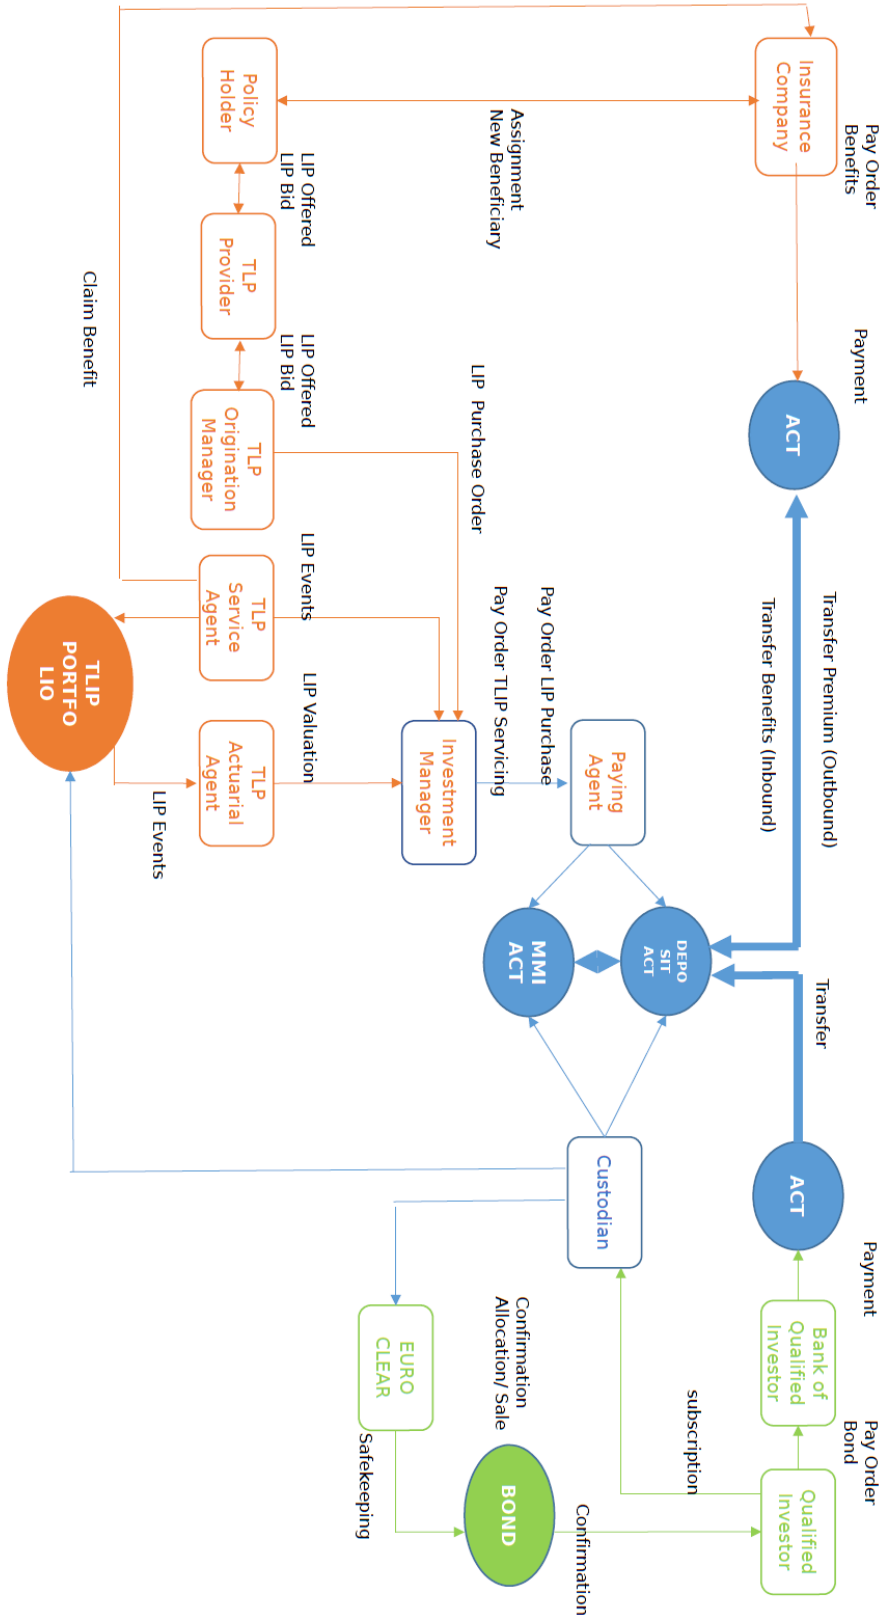 Pay Order
Benefits
Payment
Payment
Pay Order
Bond
Insurance
Company
ACT
Transfer Premium (Outbound)
Transfer Benefits (Inbound)
Transfer
ACT
Bank of
Qualified
Investor
Qualified
Investor
subscription
DEPO
SIT
ACT
Paying
Agent
Custodian
Confirmation
Assignment
New Beneficiary
LIP Purchase Order
Pay Order LIP Purchase
Pay Order TLIP Servicing
MMI
ACT
Confirmation
Allocation/ Sale
BOND
Investment
Manager
EURO
CLEAR
Safekeeping
LIP Offered
LIP Bid
LIP Offered
LIP Bid
LIP Events
LIP Valuation
Policy
Holder
TLP
Provider
TLP
Origination
Manager
TLP
Service
Agent
TLP
Actuarial
Agent
LIP Events
Claim Benefit
TLIP
PORTFO
LIO